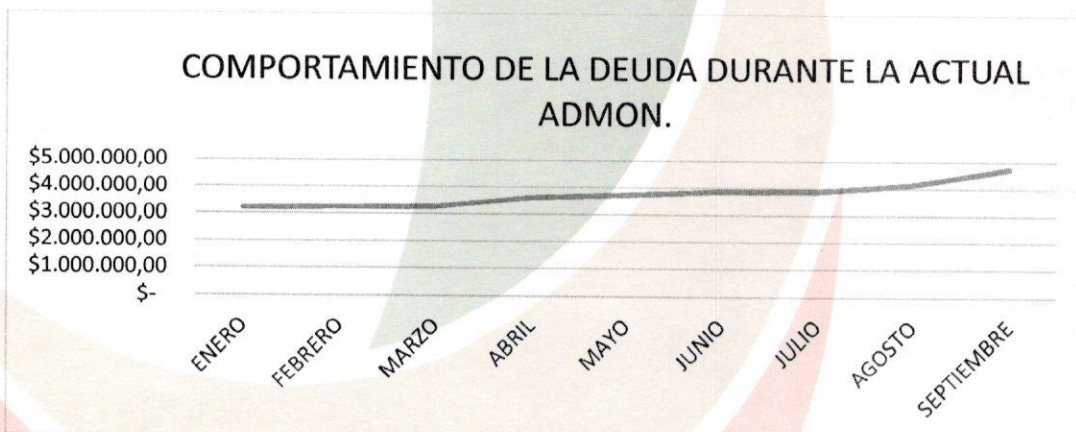 COMPORTAMIENTO DE LA DEUDA DURANTE LA ACTUAL
ADMON.
$5.000.000,00
$4.000.000,00
$3.000.000,00
$2.000.000,00
$1.000.000,00
$-
ENERO
FEBRERO
MARZO
ABRIL
MAYO
JUNIO
JULIO
AGOSTO
SEPTIEMBRE